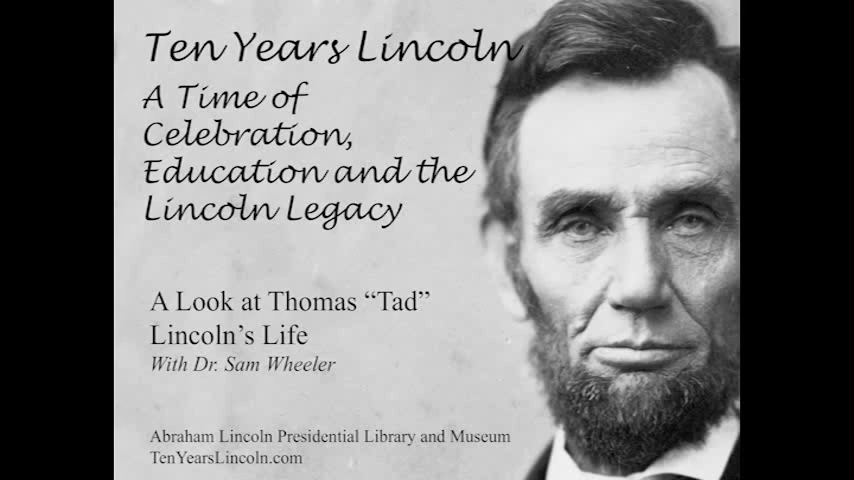 Ten Years Lincoln
A Time of
Celebration,
Education and the
Lincoln Legacy
A Look at Thomas “Tad”
Lincoln’s Life
With Dr. Sam Wheeler
Abraham Lincoln Presidential Library and Museum
TenYearsLincoln.com